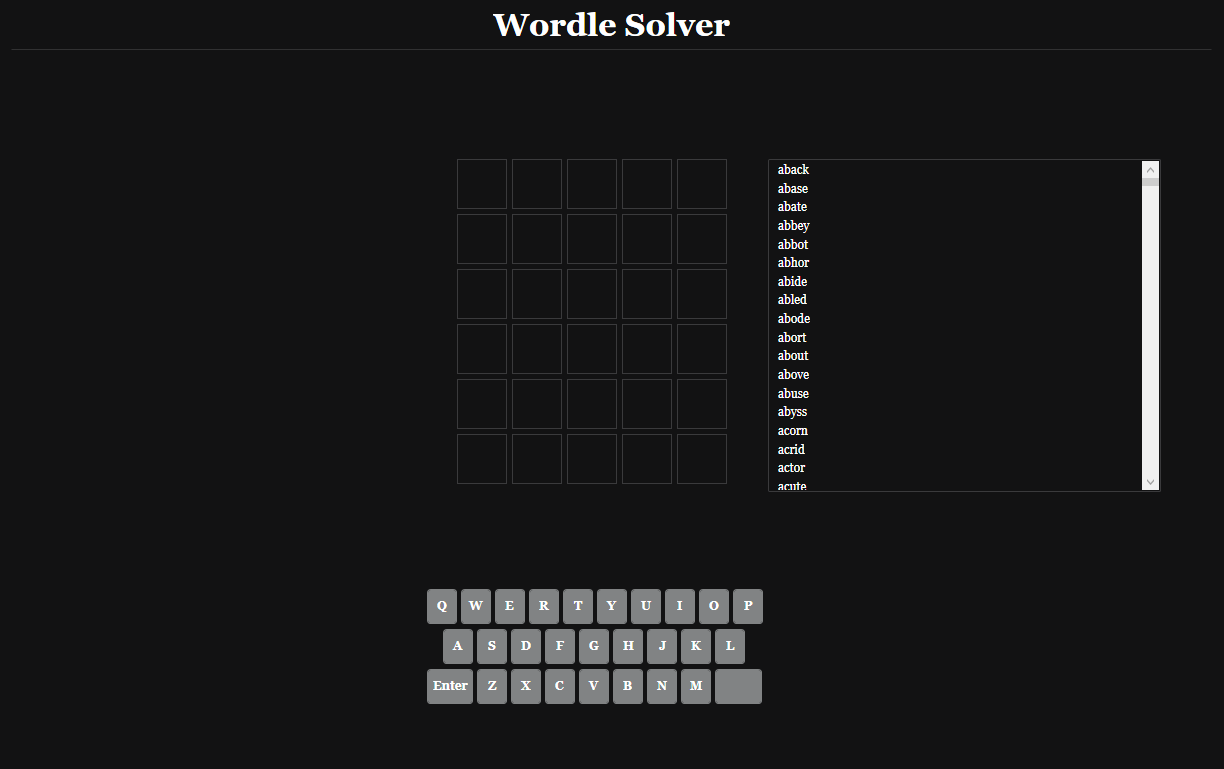 Wordle Solver
aback
abase
abate
abbey
abbot
abhor
abide
abled
abode
abort
about
above
abuse
abyss
acorn
acrid
actor
acute
Q W E R T Y U I O P
A S D F G H J K L
Enter Z X C V B N M